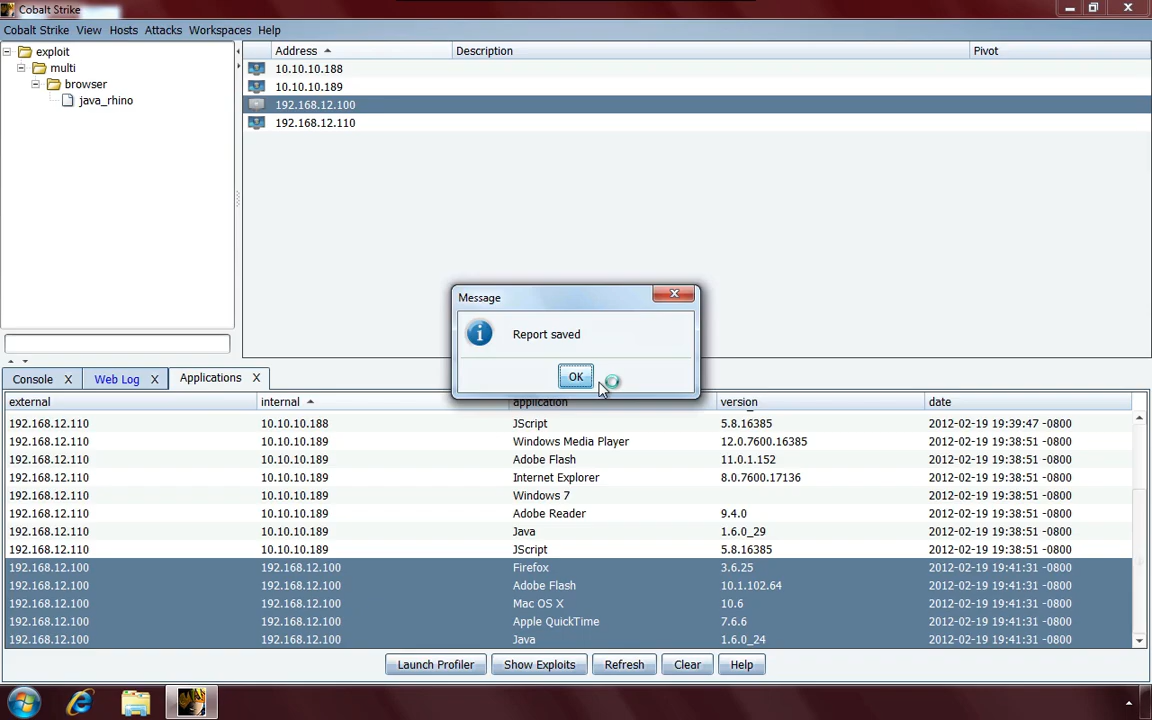 Cobalt Strike
Cobalt Strike View Hosts Attacks Workspaces Help
exploit
multi
browser
java_rhino
Address Description Pivot
10.10.10.188
10.10.10.189
192.168.12.100
192.168.12.110
Message
Report saved
OK
Console X Web Log X Applications X
external internal application version date
192.168.12.110 10.10.10.188 JScript 5.8.16385 2012-02-19 19:39:47 -0800
192.168.12.110 10.10.10.189 Windows Media Player 12.0.7600.16385 2012-02-19 19:38:51 -0800
192.168.12.110 10.10.10.189 Adobe Flash 11.0.1.152 2012-02-19 19:38:51 -0800
192.168.12.110 10.10.10.189 Internet Explorer 8.0.7600.17136 2012-02-19 19:38:51 -0800
192.168.12.110 10.10.10.189 Windows 7 2012-02-19 19:38:51 -0800
192.168.12.110 10.10.10.189 Adobe Reader 9.4.0 2012-02-19 19:38:51 -0800
192.168.12.110 10.10.10.189 Java 1.6.0_29 2012-02-19 19:38:51 -0800
192.168.12.110 10.10.10.189 JScript 5.8.16385 2012-02-19 19:38:51 -0800
192.168.12.100 192.168.12.100 Firefox 3.6.25 2012-02-19 19:41:31 -0800
192.168.12.100 192.168.12.100 Adobe Flash 10.1.102.64 2012-02-19 19:41:31 -0800
192.168.12.100 192.168.12.100 Mac OS X 10.6 2012-02-19 19:41:31 -0800
192.168.12.100 192.168.12.100 Apple QuickTime 7.6.6 2012-02-19 19:41:31 -0800
192.168.12.100 192.168.12.100 Java 1.6.0_24 2012-02-19 19:41:31 -0800
Launch Profiler Show Exploits Refresh Clear Help